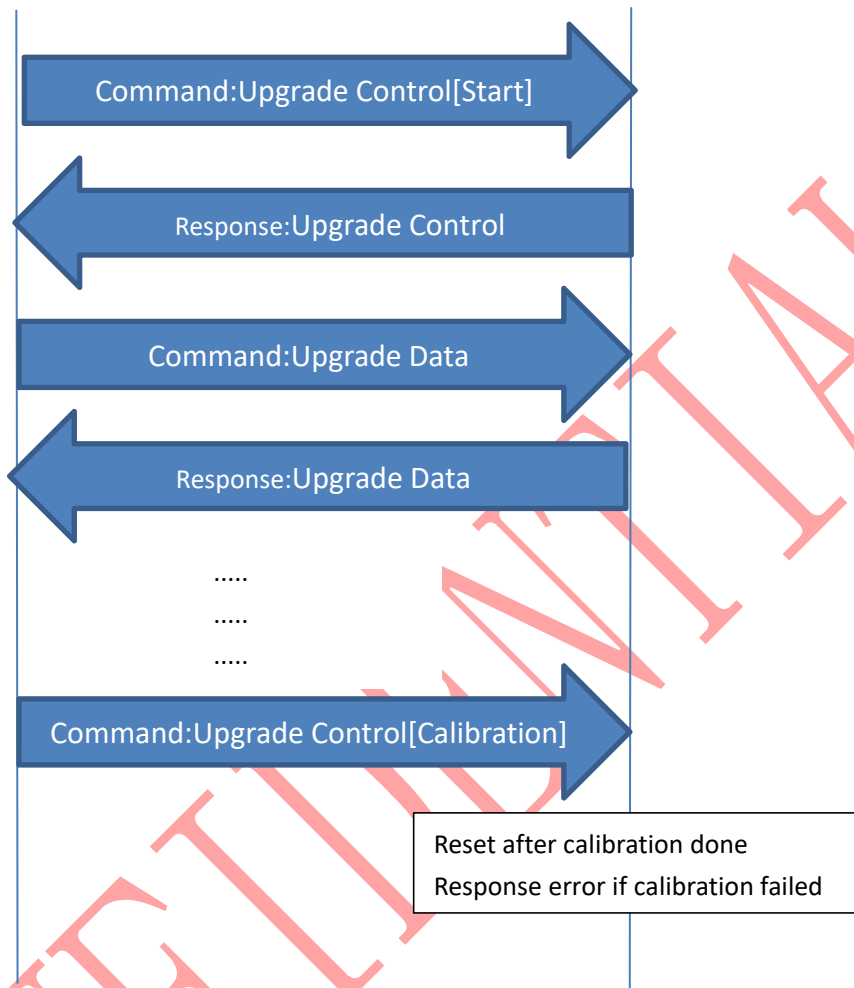 Command:Upgrade Control[Start]
Response:Upgrade Control
Command:Upgrade Data
Response:Upgrade Data
.....
.....
.....
Command:Upgrade Control[Calibration]
Reset after calibration done
Response error if calibration failed